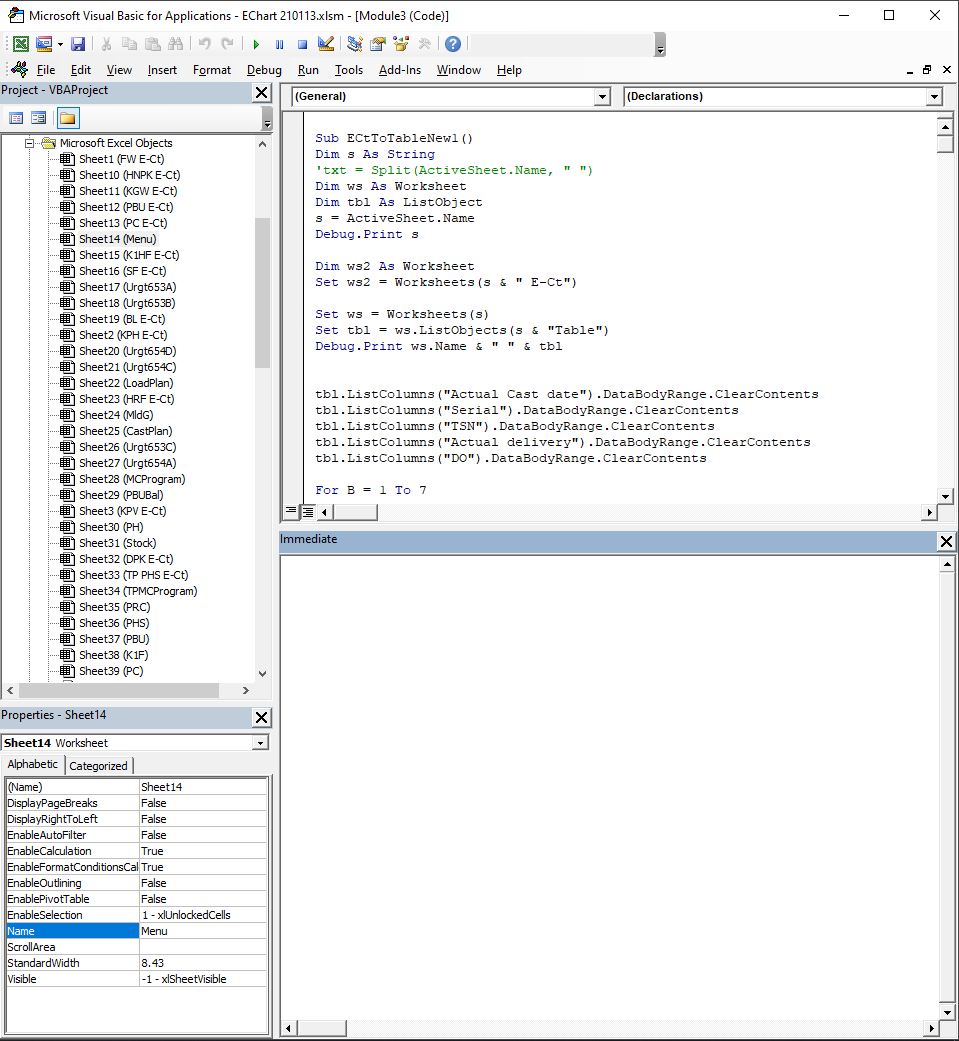 Microsoft Visual Basic for Applications - EChart 210113.xlsm - [Module3 (Code)]
File Edit View Insert Format Debug Run Tools Add-Ins Window Help
Project - VBAProject
Microsoft Excel Objects
Sheet1 (FW E-Ct)
Sheet10 (HNPK E-Ct)
Sheet11 (KGW E-Ct)
Sheet12 (PBU E-Ct)
Sheet13 (PC E-Ct)
Sheet14 (Menu)
Sheet15 (K1HF E-Ct)
Sheet16 (SF E-Ct)
Sheet17 (Urgt653A)
Sheet18 (Urgt653B)
Sheet19 (BL E-Ct)
Sheet2 (KPH E-Ct)
Sheet20 (Urgt654D)
Sheet21 (Urgt654C)
Sheet22 (LoadPlan)
Sheet23 (HRF E-Ct)
Sheet24 (MldG)
Sheet25 (CastPlan)
Sheet26 (Urgt653C)
Sheet27 (Urgt654A)
Sheet28 (MCProgram)
Sheet29 (PBUBal)
Sheet3 (KPV E-Ct)
Sheet30 (PH)
Sheet31 (Stock)
Sheet32 (DPK E-Ct)
Sheet33 (TP PHS E-Ct)
Sheet34 (TPMCProgram)
Sheet35 (PRC)
Sheet36 (PHS)
Sheet37 (PBU)
Sheet38 (K1F)
Sheet39 (PC)
Properties - Sheet14
Sheet14 Worksheet
Alphabetic Categorized
(Name) Sheet14
DisplayPageBreaks False
DisplayRightToLeft False
EnableAutoFilter False
EnableCalculation True
EnableFormatConditionsCal True
EnableOutlining False
EnablePivotTable False
EnableSelection 1 - xlUnlockedCells
Name Menu
ScrollArea
StandardWidth 8.43
Visible -1 - xlSheetVisible
(General) (Declarations)
Sub ECtToTableNew1()
Dim s As String
'txt = Split(ActiveSheet.Name, " ")
Dim ws As Worksheet
Dim tbl As ListObject
s = ActiveSheet.Name
Debug.Print s
Dim ws2 As Worksheet
Set ws2 = Worksheets(s & " E-Ct")
Set ws = Worksheets(s)
Set tbl = ws.ListObjects(s & "Table")
Debug.Print ws.Name & " " & tbl
tbl.ListColumns("Actual Cast date").DataBodyRange.ClearContents
tbl.ListColumns("Serial").DataBodyRange.ClearContents
tbl.ListColumns("TSN").DataBodyRange.ClearContents
tbl.ListColumns("Actual delivery").DataBodyRange.ClearContents
tbl.ListColumns("DO").DataBodyRange.ClearContents
For B = 1 To 7
Immediate